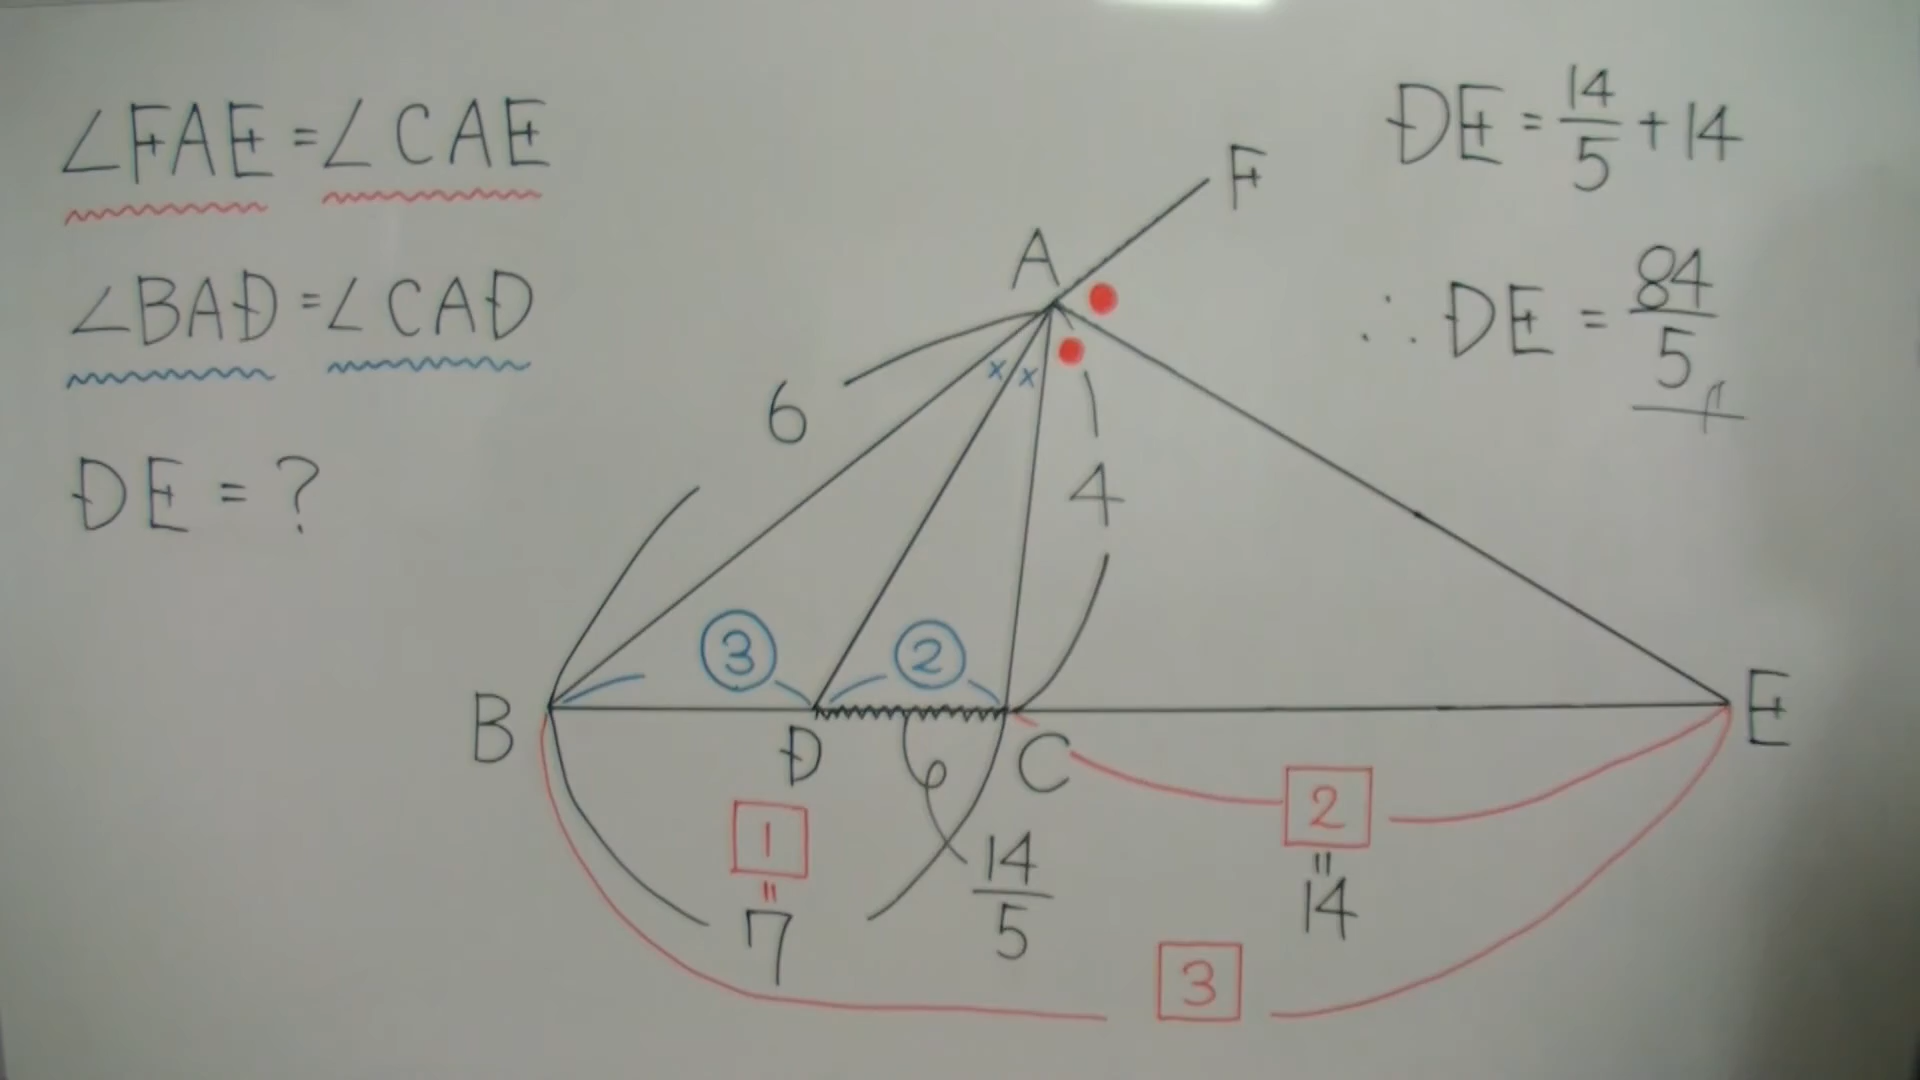 ∠FAE=∠CAE
∠BAD=∠CAD
DE=?
DE=14/5+14
∴DE=84/5
F
A
6
4
③
②
B
D
C
E
1
=
7
14/5
2
=
14
3